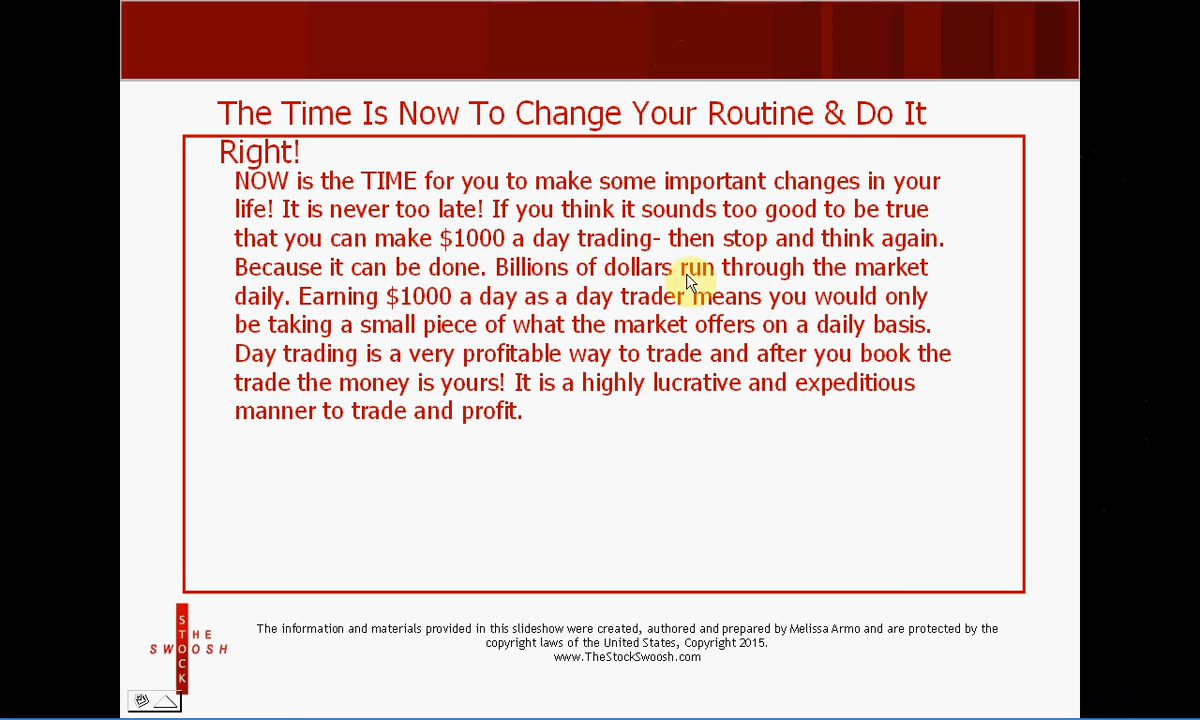 The Time Is Now To Change Your Routine & Do It
Right!
NOW is the TIME for you to make some important changes in your
life! It is never too late! If you think it sounds too good to be true
that you can make $1000 a day trading- then stop and think again.
Because it can be done. Billions of dollars run through the market
daily. Earning $1000 a day as a day trader means you would only
be taking a small piece of what the market offers on a daily basis.
Day trading is a very profitable way to trade and after you book the
trade the money is yours! It is a highly lucrative and expeditious
manner to trade and profit.
THE
STOCK
SWOOSH
The information and materials provided in this slideshow were created, authored and prepared by Melissa Armo and are protected by the
copyright laws of the United States, Copyright 2015.
www.TheStockSwoosh.com